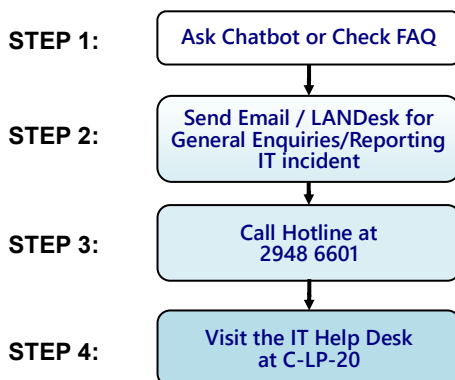 STEP 1:
Ask Chatbot or Check FAQ
STEP 2:
Send Email / LANDesk for
General Enquiries/Reporting
IT incident
STEP 3:
Call Hotline at
2948 6601
STEP 4:
Visit the IT Help Desk
at C-LP-20